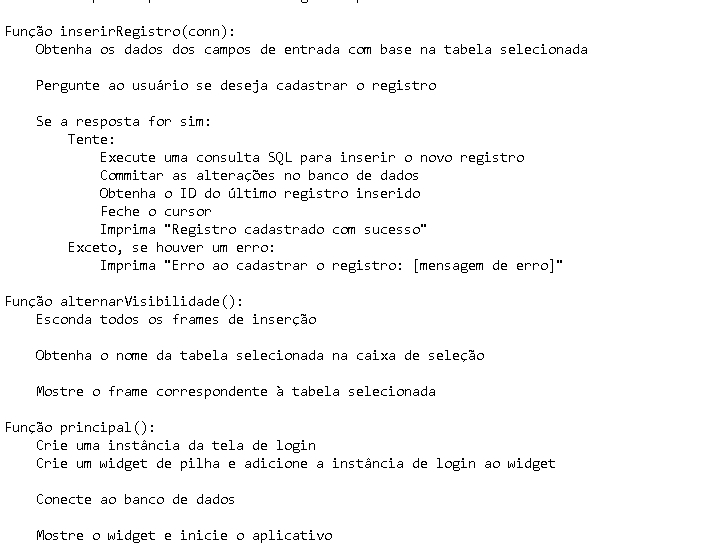 Função inserirRegistro(conn):
Obtenha os dados dos campos de entrada com base na tabela selecionada
Pergunte ao usuário se deseja cadastrar o registro
Se a resposta for sim:
Tente:
Execute uma consulta SQL para inserir o novo registro
Commitar as alterações no banco de dados
Obtenha o ID do último registro inserido
Feche o cursor
Imprima "Registro cadastrado com sucesso"
Exceto, se houver um erro:
Imprima "Erro ao cadastrar o registro: [mensagem de erro]"
Função alternarVisibilidade():
Esconda todos os frames de inserção
Obtenha o nome da tabela selecionada na caixa de seleção
Mostre o frame correspondente à tabela selecionada
Função principal():
Crie uma instância da tela de login
Crie um widget de pilha e adicione a instância de login ao widget
Conecte ao banco de dados
Mostre o widget e inicie o aplicativo